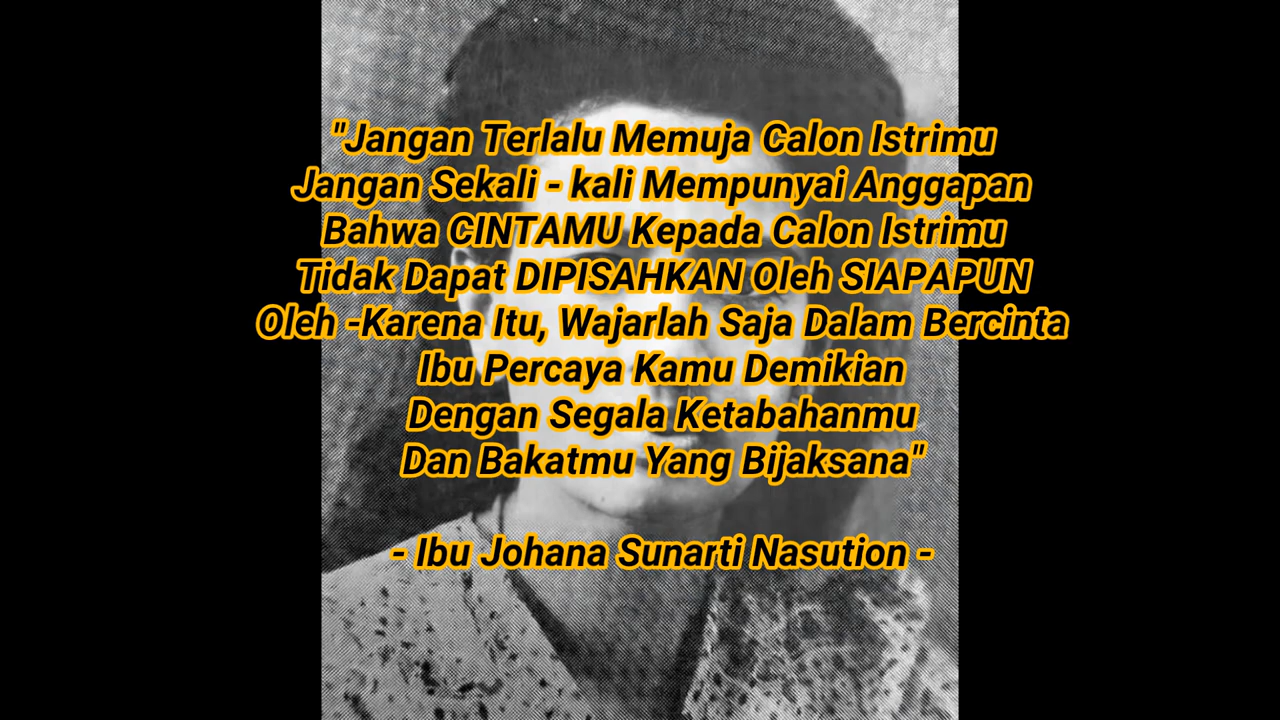 "Jangan Terlalu Memuja Calon Istrimu
Jangan Sekali - kali Mempunyai Anggapan
Bahwa CINTAMU Kepada Calon Istrimu
Tidak Dapat DIPISAHKAN Oleh SIAPAPUN
Oleh -Karena Itu, Wajarlah Saja Dalam Bercinta
Ibu Percaya Kamu Demikian
Dengan Segala Ketabahanmu
Dan Bakatmu Yang Bijaksana"
- Ibu Johana Sunarti Nasution -